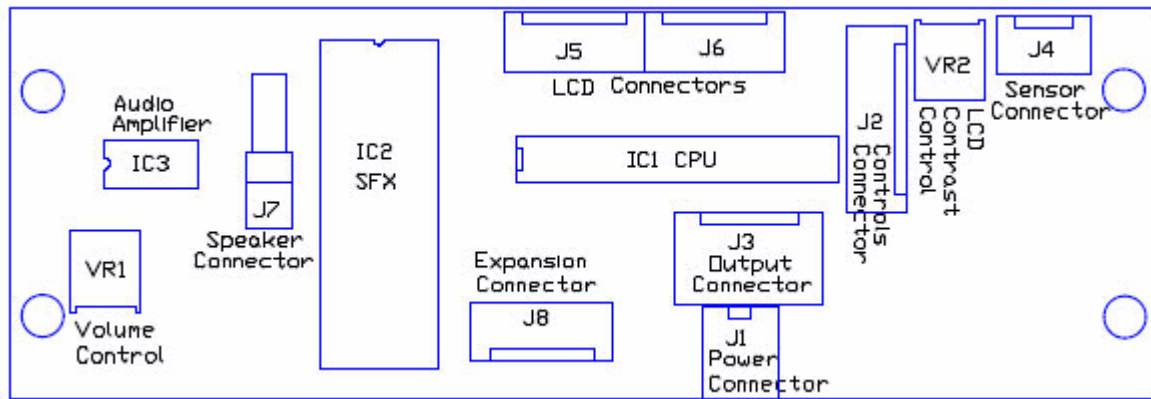 J5
J6
LCD Connectors
VR2
J4
Sensor
Connector
LCD
Contrast
Control
J2
Controls
Connector
Audio
Amplifier
IC3
IC2
SFX
IC1 CPU
J7
Speaker
Connector
VR1
Volume
Control
Expansion
Connector
J8
J3
Output
Connector
J1
Power
Connector